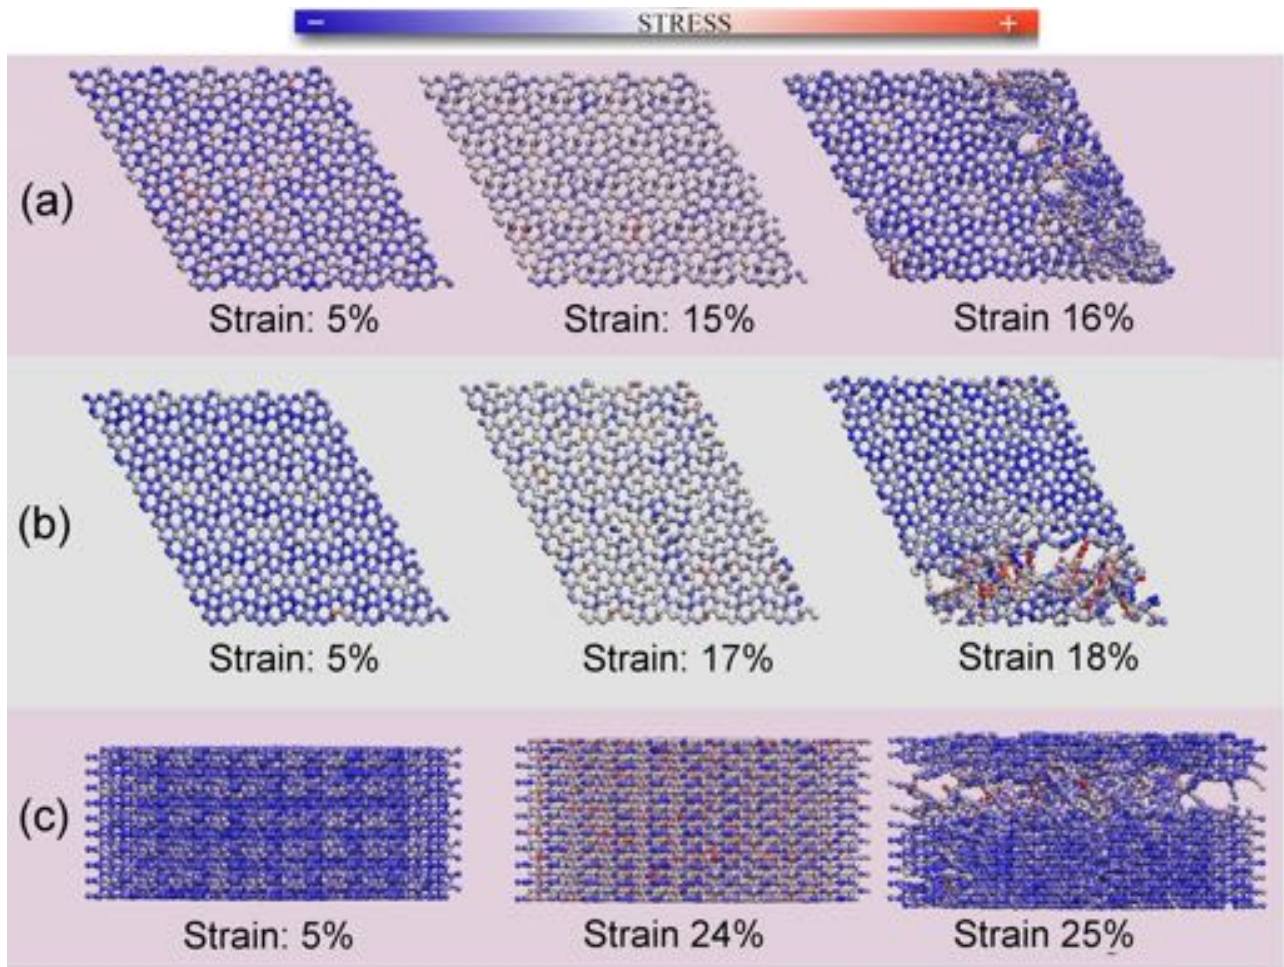 − STRESS +
(a)
Strain: 5% Strain: 15% Strain 16%
(b)
Strain: 5% Strain: 17% Strain 18%
(c)
Strain: 5% Strain 24% Strain 25%